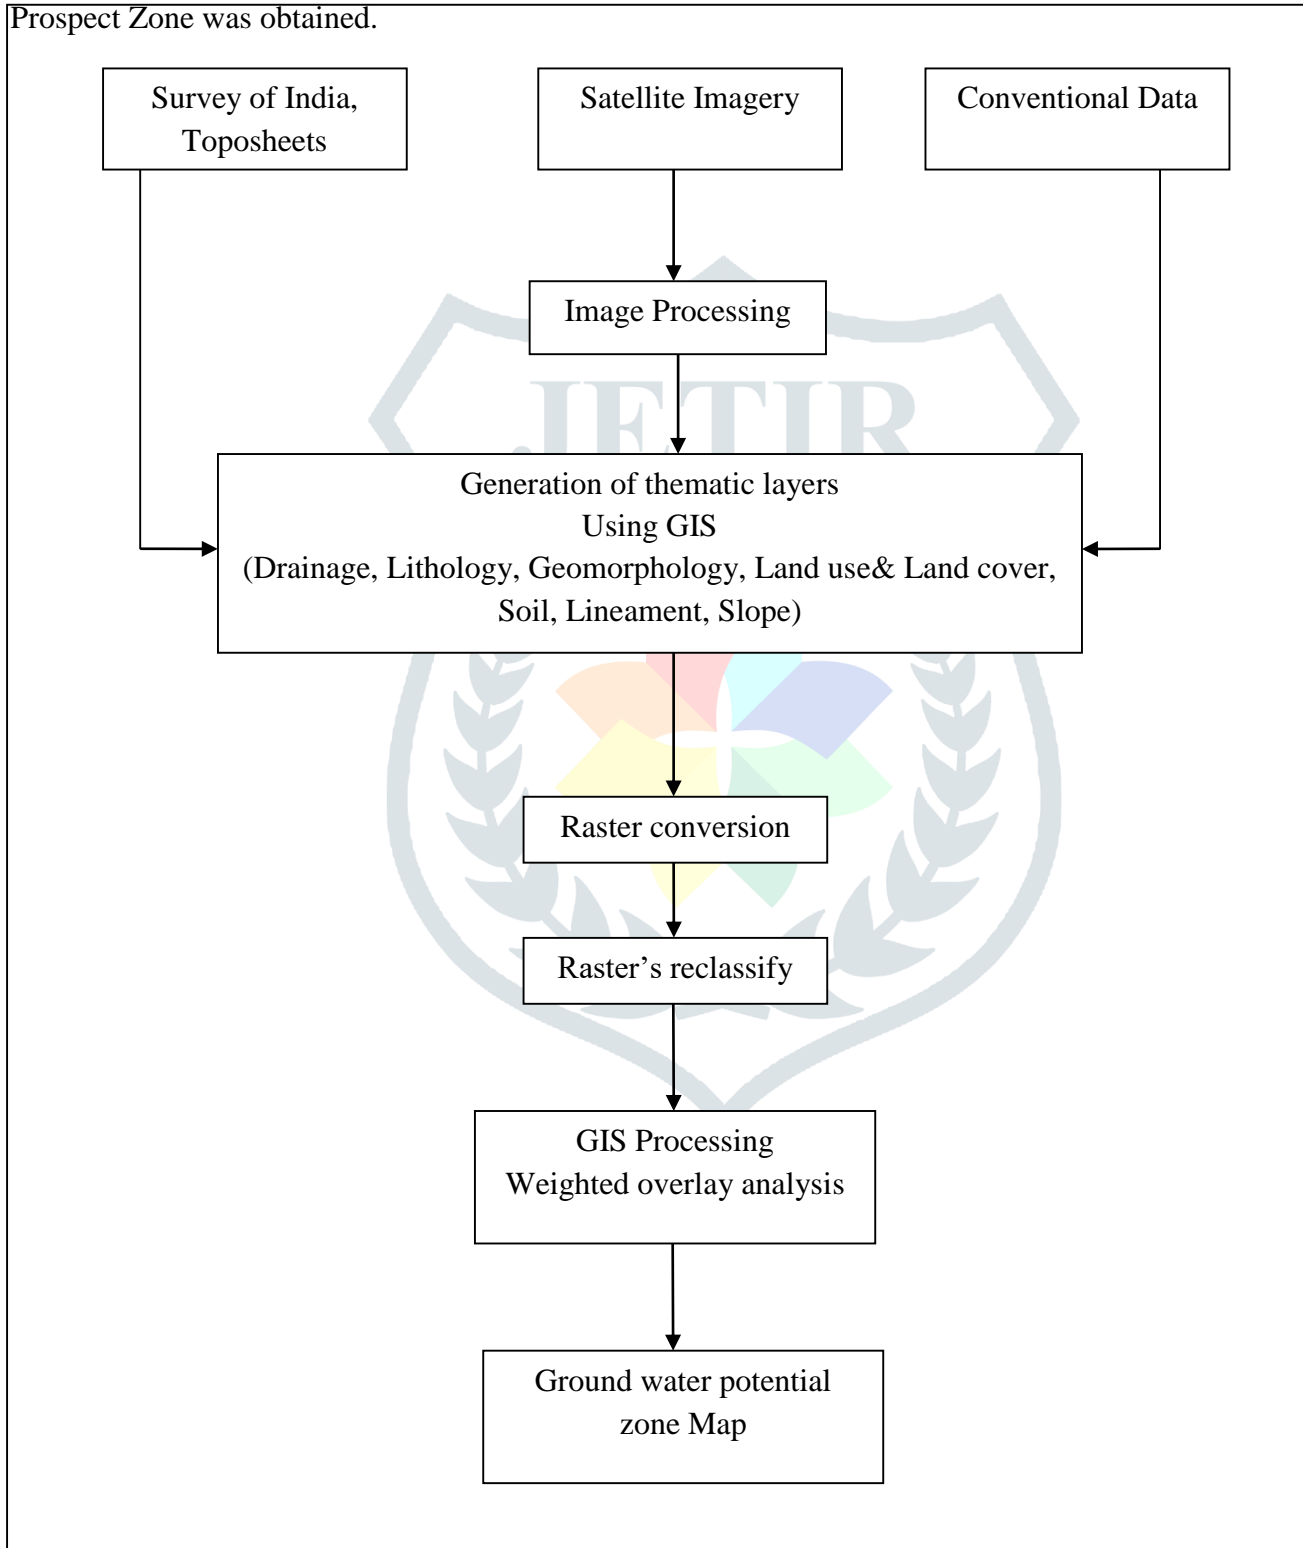 Prospect Zone was obtained.
Survey of India,
Toposheets
Satellite Imagery
Conventional Data
Image Processing
JETIR
Generation of thematic layers
Using GIS
(Drainage, Lithology, Geomorphology, Land use& Land cover,
Soil, Lineament, Slope)
Raster conversion
Raster’s reclassify
GIS Processing
Weighted overlay analysis
Ground water potential
zone Map